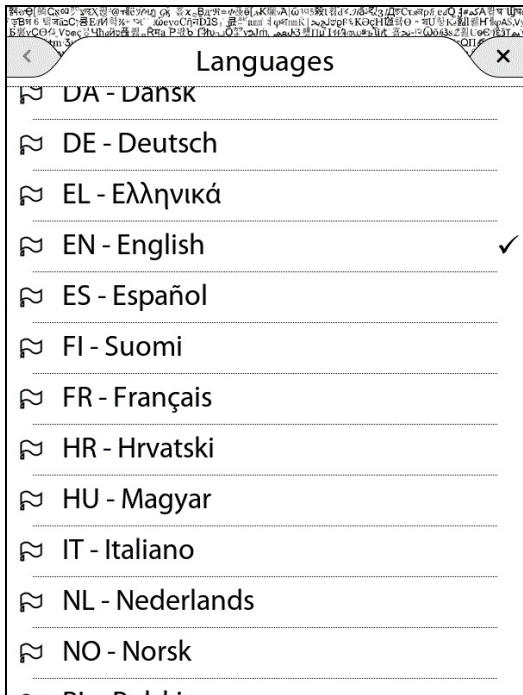 Languages
DA - Dansk
DE - Deutsch
EL - Ελληνικά
EN - English
ES - Español
FI - Suomi
FR - Français
HR - Hrvatski
HU - Magyar
IT - Italiano
NL - Nederlands
NO - Norsk